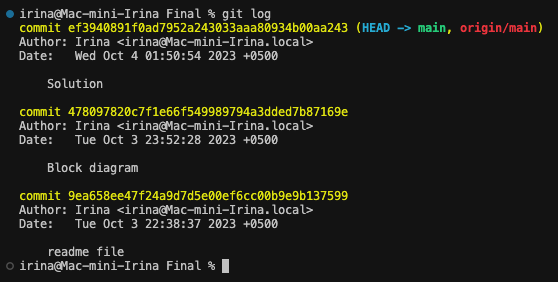 irina@Mac-mini-Irina Final % git log
commit ef3940891f0ad7952a243033aaa80934b00aa243 (HEAD -> main, origin/main)
Author: Irina <irina@Mac-mini-Irina.local>
Date:   Wed Oct 4 01:50:54 2023 +0500
    Solution
commit 478097820c7f1e66f549989794a3dded7b87169e
Author: Irina <irina@Mac-mini-Irina.local>
Date:   Tue Oct 3 23:52:28 2023 +0500
    Block diagram
commit 9ea658ee47f24a9d7d5e00ef6cc00b9e9b137599
Author: Irina <irina@Mac-mini-Irina.local>
Date:   Tue Oct 3 22:38:37 2023 +0500
    readme file
irina@Mac-mini-Irina Final %